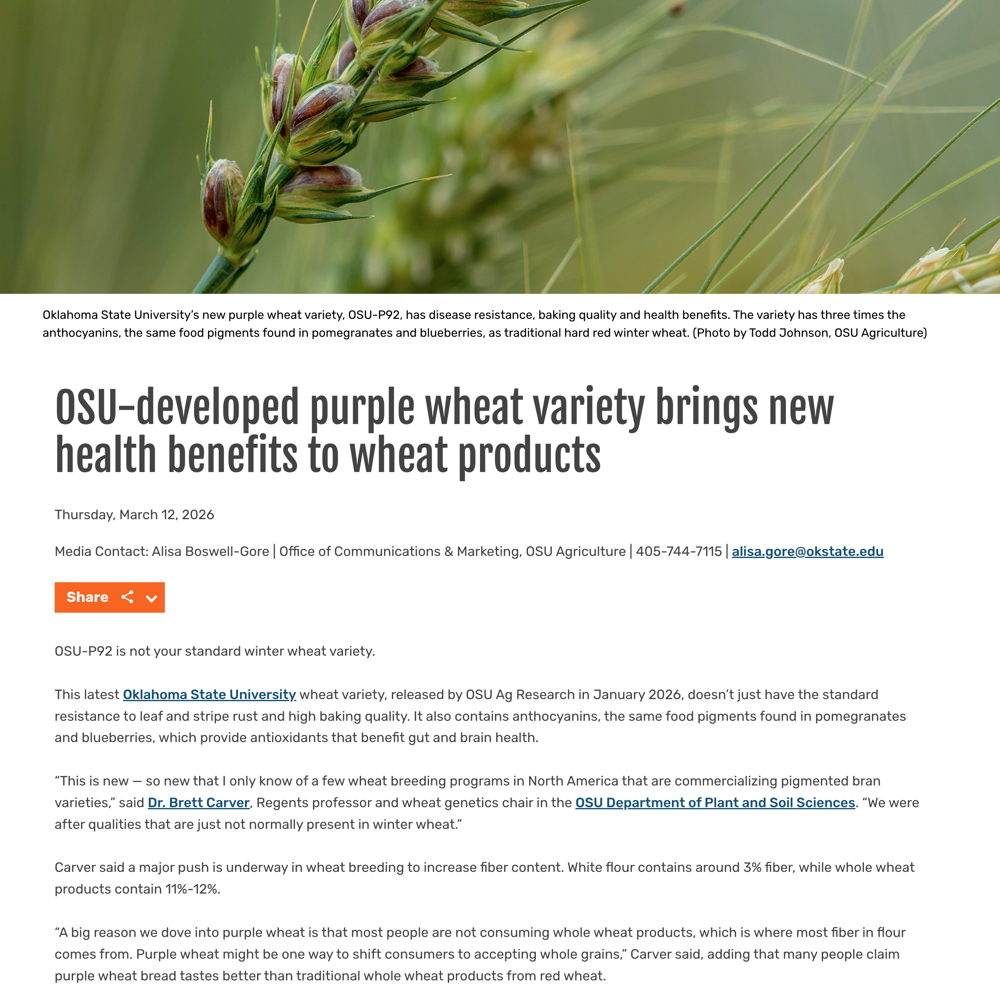 Oklahoma State University’s new purple wheat variety, OSU-P92, has disease resistance, baking quality and health benefits. The variety has three times the
anthocyanins, the same food pigments found in pomegranates and blueberries, as traditional hard red winter wheat. (Photo by Todd Johnson, OSU Agriculture)
OSU-developed purple wheat variety brings new
health benefits to wheat products
Thursday, March 12, 2026
Media Contact: Alisa Boswell-Gore | Office of Communications & Marketing, OSU Agriculture | 405-744-7115 | alisa.gore@okstate.edu
Share
OSU-P92 is not your standard winter wheat variety.
This latest Oklahoma State University wheat variety, released by OSU Ag Research in January 2026, doesn’t just have the standard
resistance to leaf and stripe rust and high baking quality. It also contains anthocyanins, the same food pigments found in pomegranates
and blueberries, which provide antioxidants that benefit gut and brain health.
“This is new — so new that I only know of a few wheat breeding programs in North America that are commercializing pigmented bran
varieties,” said Dr. Brett Carver, Regents professor and wheat genetics chair in the OSU Department of Plant and Soil Sciences. “We were
after qualities that are just not normally present in winter wheat.”
Carver said a major push is underway in wheat breeding to increase fiber content. White flour contains around 3% fiber, while whole wheat
products contain 11%-12%.
“A big reason we dove into purple wheat is that most people are not consuming whole wheat products, which is where most fiber in flour
comes from. Purple wheat might be one way to shift consumers to accepting whole grains,” Carver said, adding that many people claim
purple wheat bread tastes better than traditional whole wheat products from red wheat.